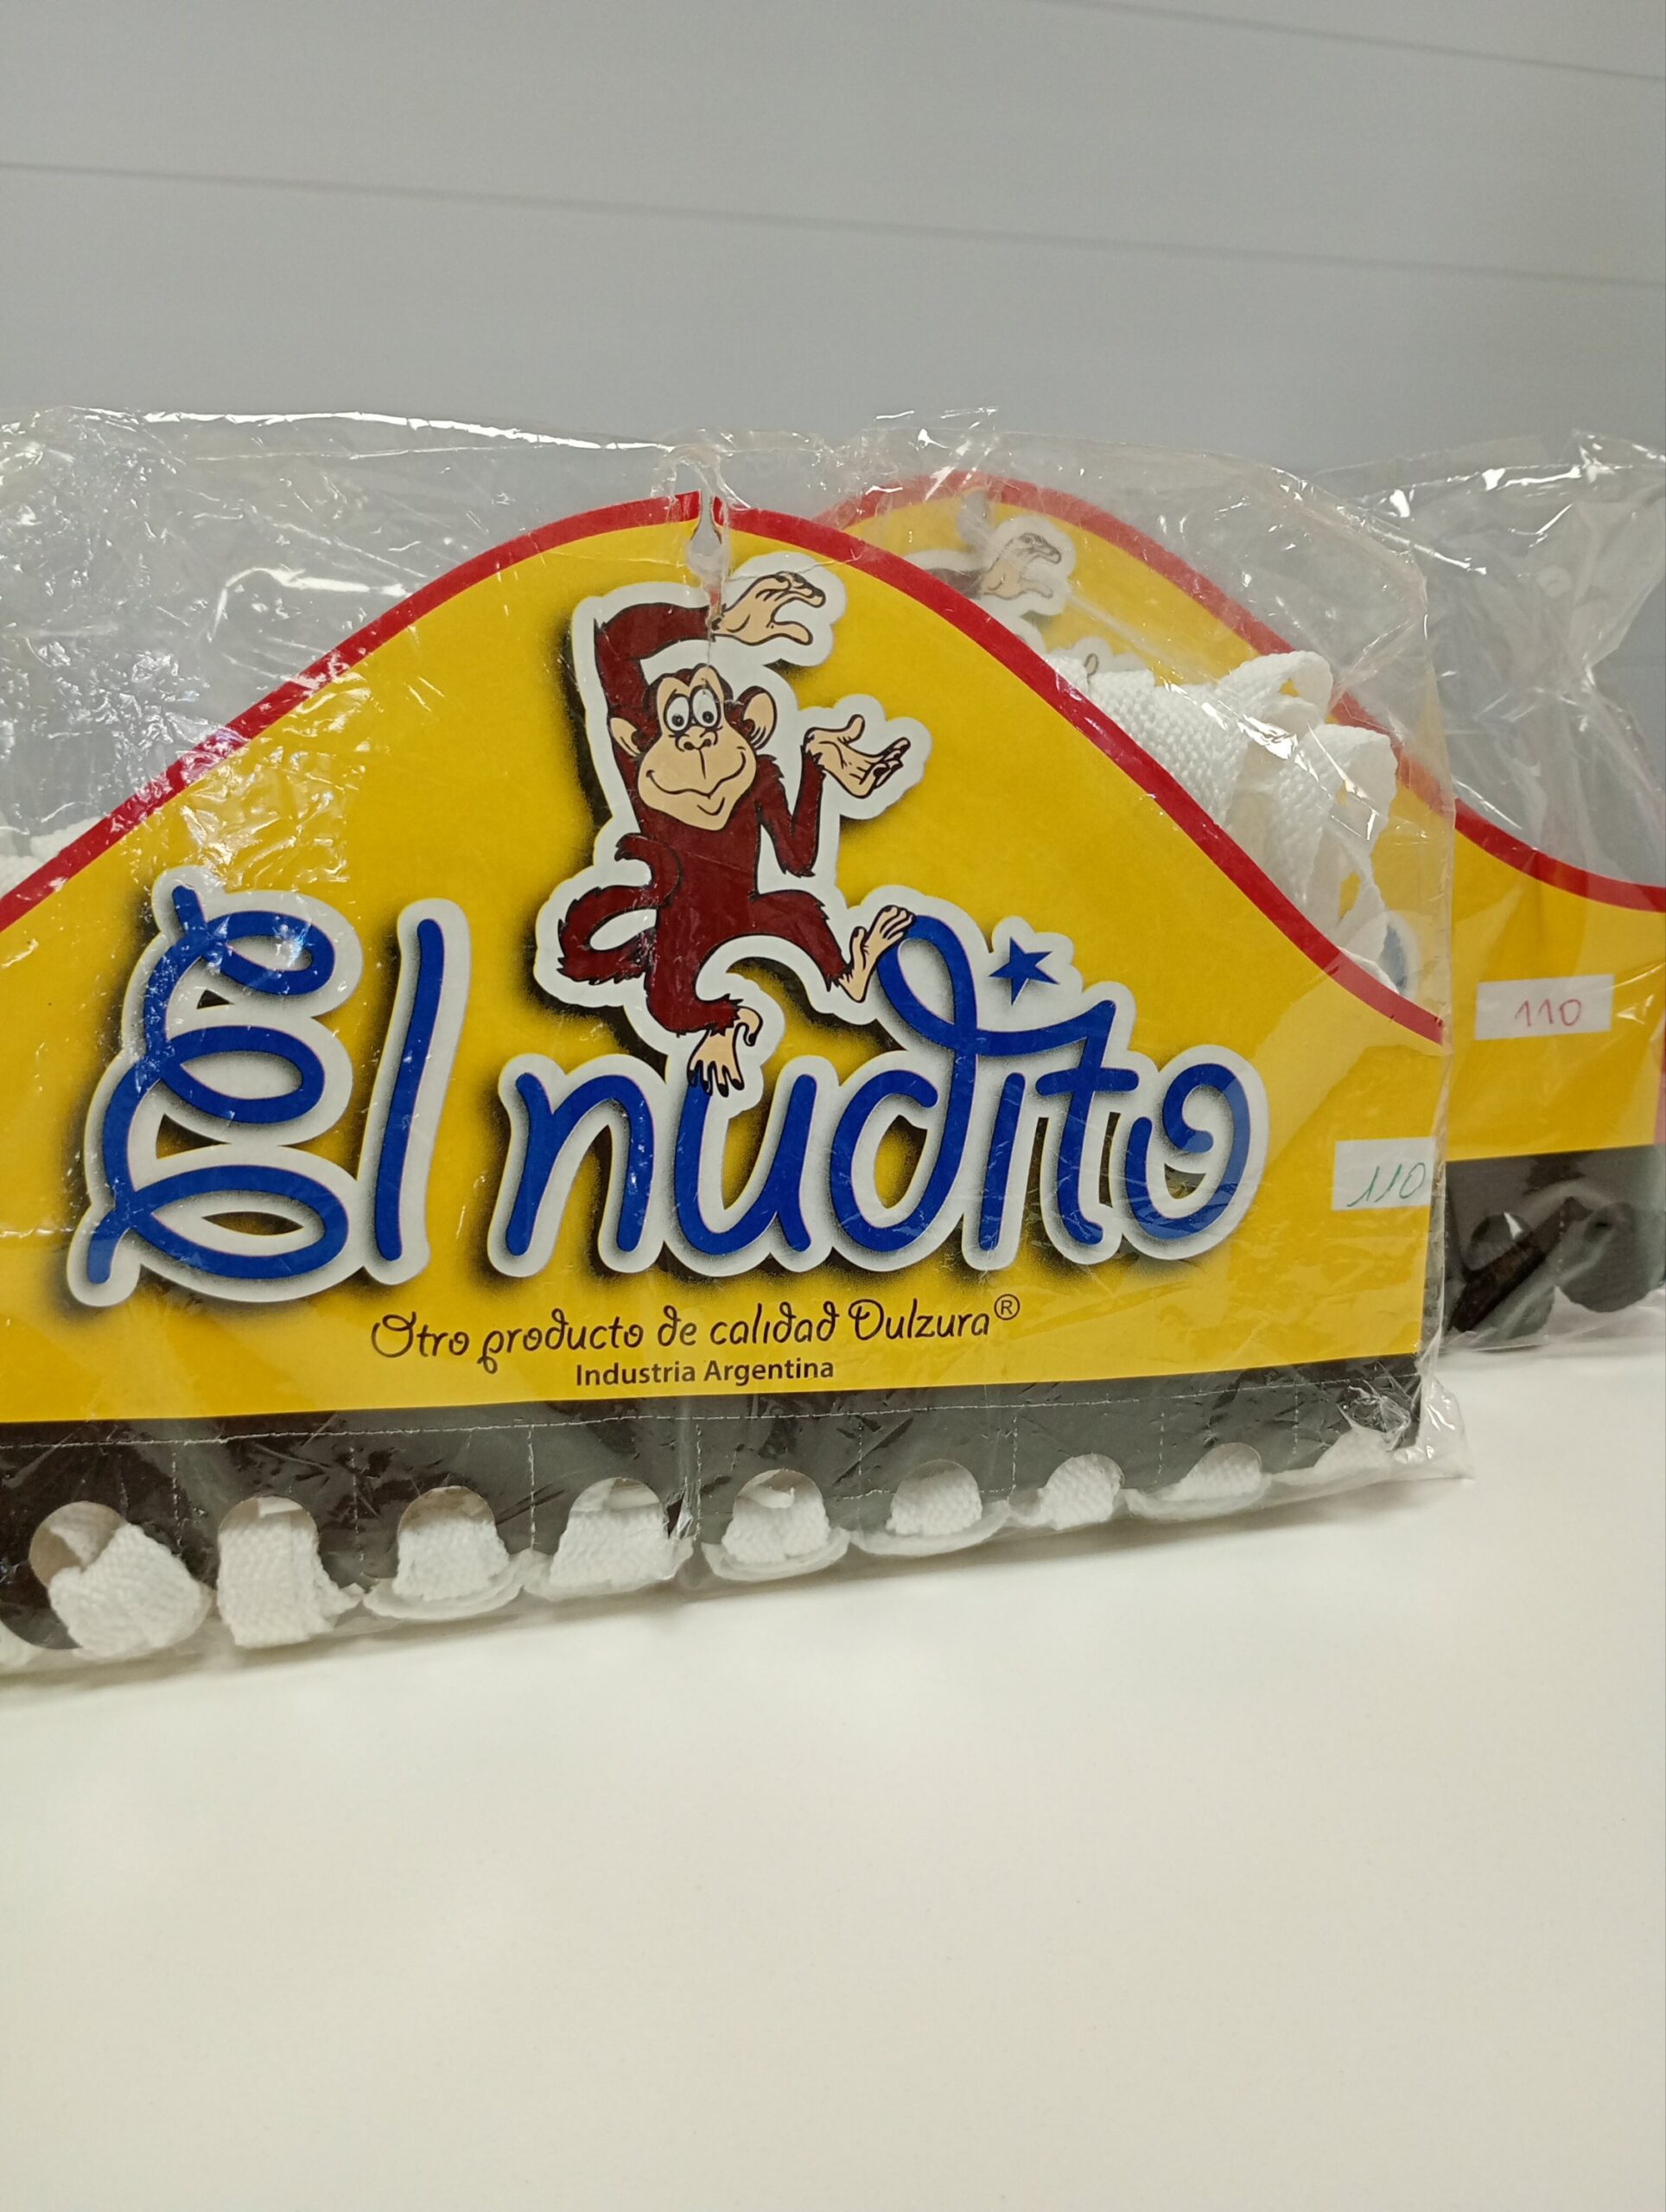 El nudito
Otro producto de calidad Dulzura®
Industria Argentina
110
110